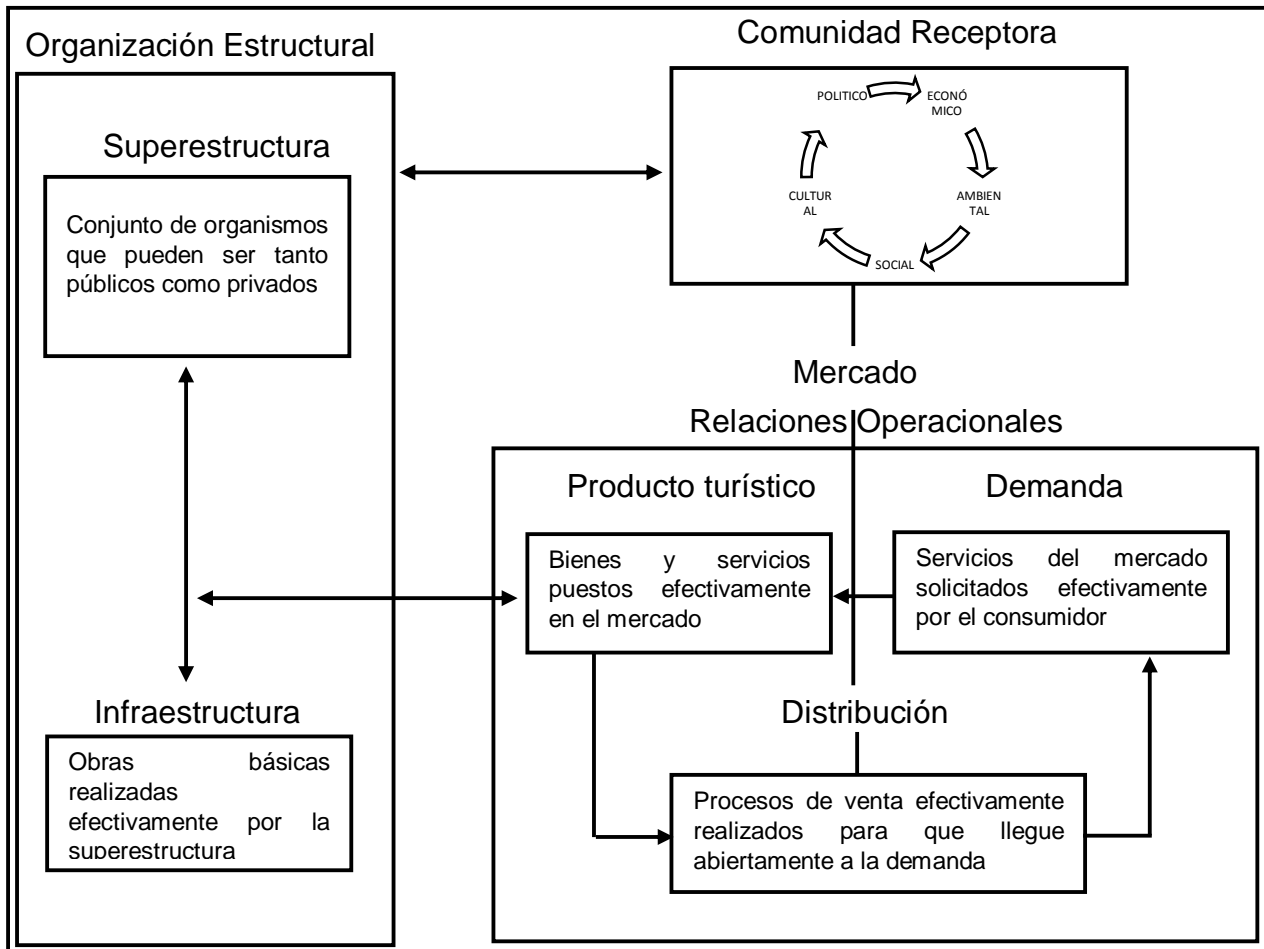 Organización Estructural
Superestructura
Conjunto de organismos
que pueden ser tanto
públicos como privados
Infraestructura
Obras básicas
realizadas
efectivamente por la
superestructura
Comunidad Receptora
POLITICO
ECONÓ
MICO
AMBIEN
TAL
SOCIAL
CULTUR
AL
Mercado
Relaciones Operacionales
Producto turístico
Bienes y servicios
puestos efectivamente
en el mercado
Demanda
Servicios del mercado
solicitados efectivamente
por el consumidor
Distribución
Procesos de venta efectivamente
realizados para que llegue
abiertamente a la demanda